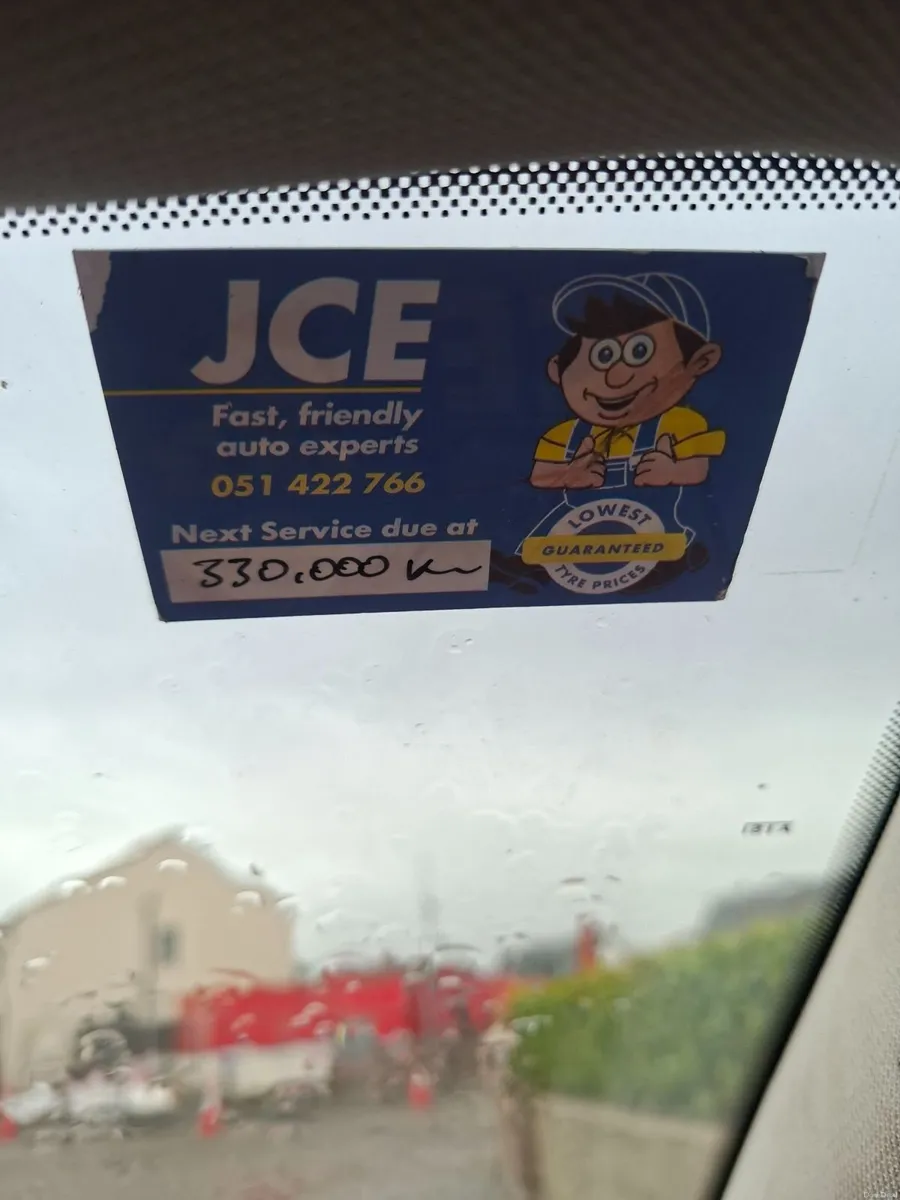 JCE
Fast, friendly
auto experts
051 422 766
Next Service due at
330,000 Km
LOWEST
GUARANTEED
TYRE PRICES